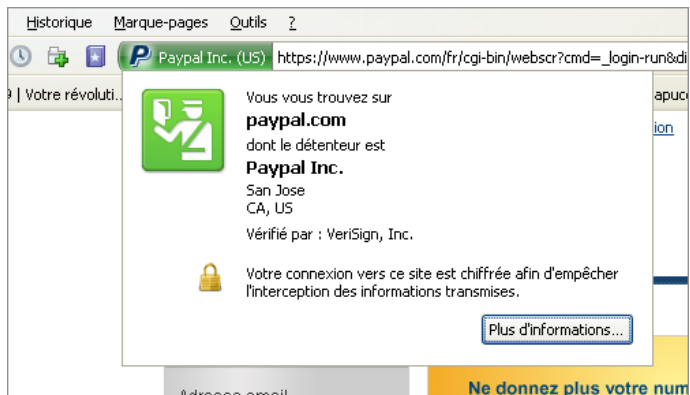 Historique Marque-pages Outils ?
Paypal Inc. (US) https://www.paypal.com/fr/cgi-bin/webscr?cmd=_login-run&di
| Votre révoluti...
Vous vous trouvez sur
paypal.com
dont le détenteur est
Paypal Inc.
San Jose
CA, US
Vérifié par : VeriSign, Inc.
Votre connexion vers ce site est chiffrée afin d'empêcher
l'interception des informations transmises.
Plus d'informations...
Adresse email
Ne donnez plus votre num